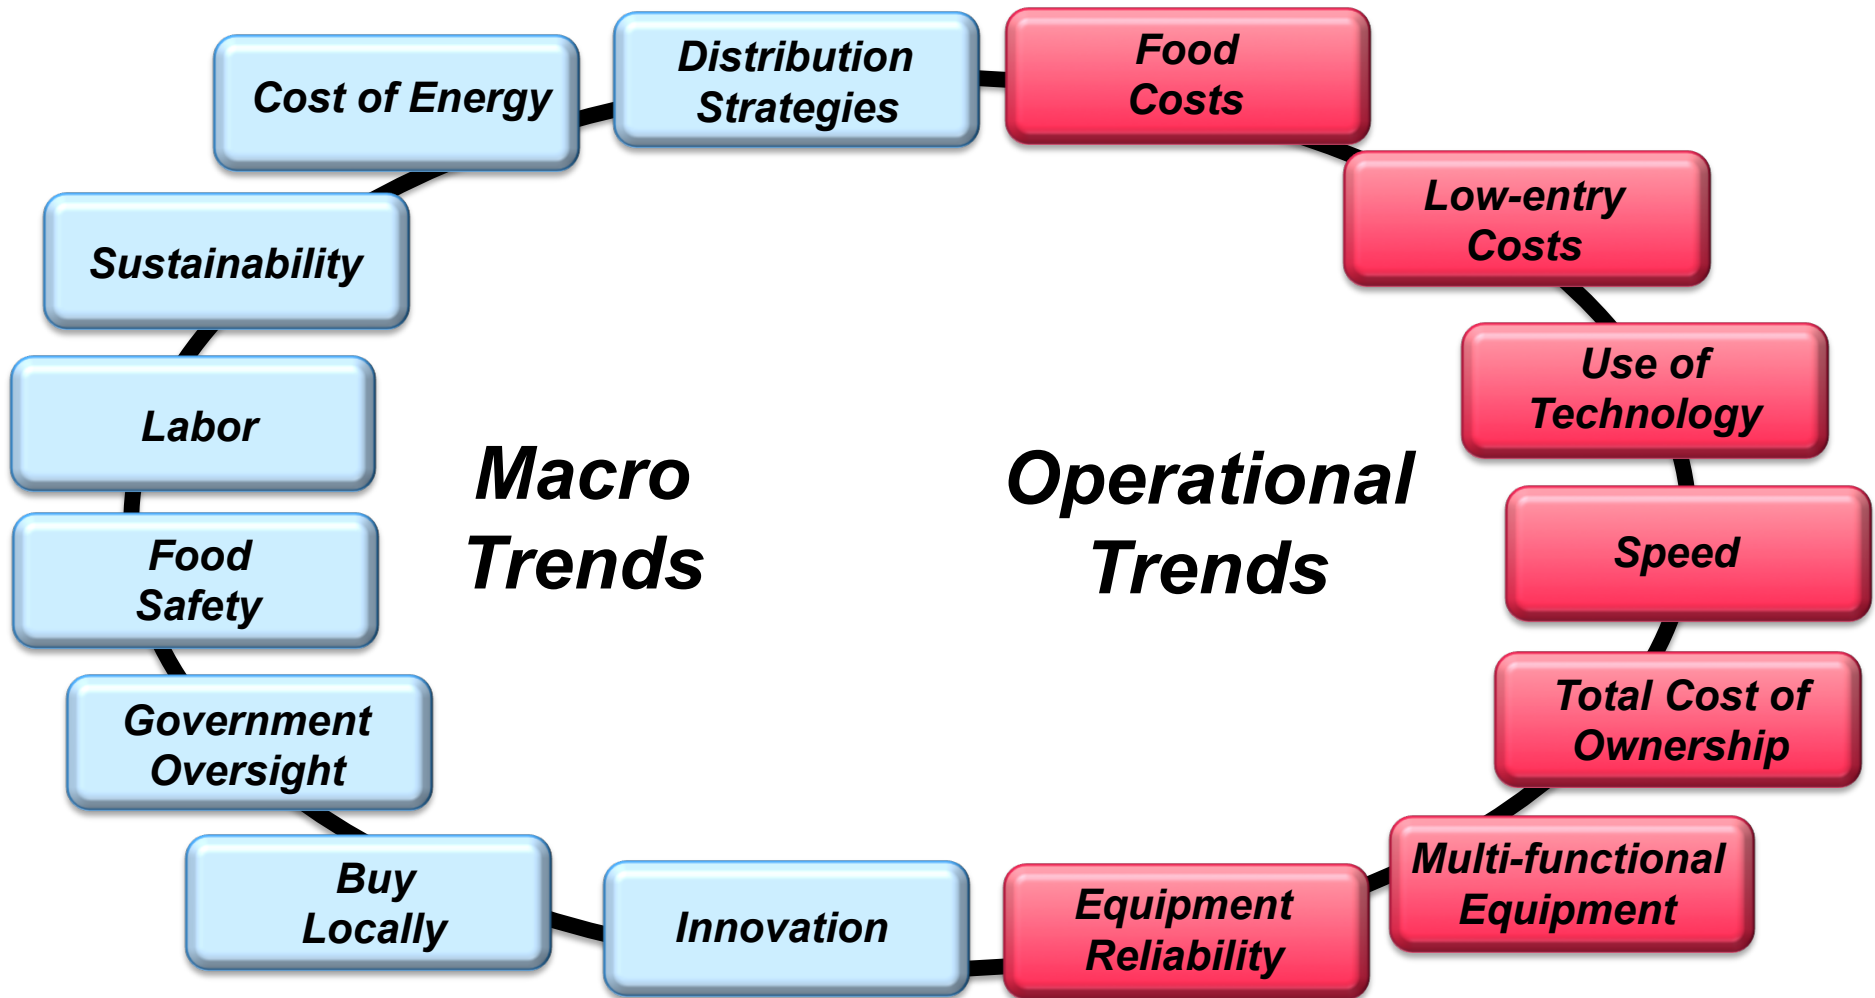 Cost of Energy
Distribution
Strategies
Food
Costs
Low-entry
Costs
Use of
Technology
Speed
Total Cost of
Ownership
Multi-functional
Equipment
Equipment
Reliability
Innovation
Buy
Locally
Government
Oversight
Food
Safety
Labor
Sustainability
Macro
Trends
Operational
Trends